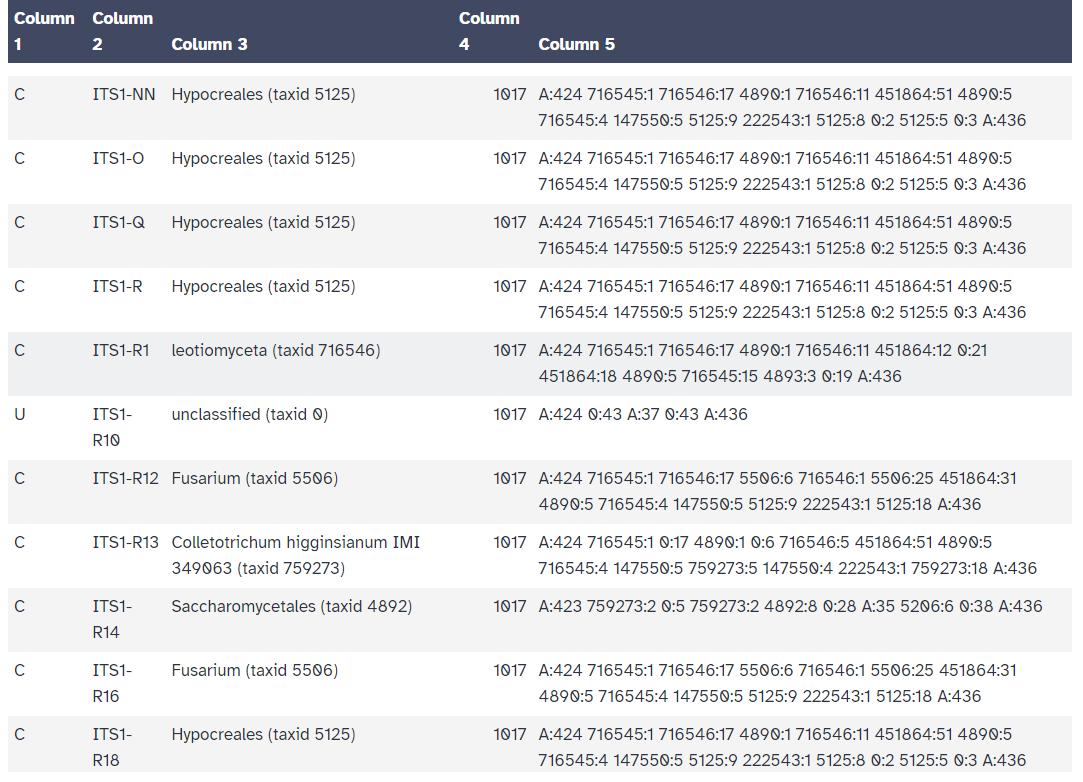 Column 1 Column 2 Column 3 Column 4 Column 5
C ITS1-NN Hypocreales (taxid 5125) 1017 A:424 716545:1 716546:17 4890:1 716546:11 451864:51 4890:5
716545:4 147550:5 5125:9 222543:1 5125:8 0:2 5125:5 0:3 A:436
C ITS1-O Hypocreales (taxid 5125) 1017 A:424 716545:1 716546:17 4890:1 716546:11 451864:51 4890:5
716545:4 147550:5 5125:9 222543:1 5125:8 0:2 5125:5 0:3 A:436
C ITS1-Q Hypocreales (taxid 5125) 1017 A:424 716545:1 716546:17 4890:1 716546:11 451864:51 4890:5
716545:4 147550:5 5125:9 222543:1 5125:8 0:2 5125:5 0:3 A:436
C ITS1-R Hypocreales (taxid 5125) 1017 A:424 716545:1 716546:17 4890:1 716546:11 451864:51 4890:5
716545:4 147550:5 5125:9 222543:1 5125:8 0:2 5125:5 0:3 A:436
C ITS1-R1 leotiomyceta (taxid 716546) 1017 A:424 716545:1 716546:17 4890:1 716546:11 451864:12 0:21
451864:18 4890:5 716545:15 4893:3 0:19 A:436
U ITS1- unclassified (taxid 0) 1017 A:424 0:43 A:37 0:43 A:436
R10
C ITS1-R12 Fusarium (taxid 5506) 1017 A:424 716545:1 716546:17 5506:6 716546:1 5506:25 451864:31
4890:5 716545:4 147550:5 5125:9 222543:1 5125:18 A:436
C ITS1-R13 Colletotrichum higginsianum IMI 1017 A:424 716545:1 0:17 4890:1 0:6 716546:5 451864:51 4890:5
349063 (taxid 759273) 716545:4 147550:5 759273:5 147550:4 222543:1 759273:18 A:436
C ITS1- Saccharomycetales (taxid 4892) 1017 A:423 759273:2 0:5 759273:2 4892:8 0:28 A:35 5206:6 0:38 A:436
R14
C ITS1- Fusarium (taxid 5506) 1017 A:424 716545:1 716546:17 5506:6 716546:1 5506:25 451864:31
R16 4890:5 716545:4 147550:5 5125:9 222543:1 5125:18 A:436
C ITS1- Hypocreales (taxid 5125) 1017 A:424 716545:1 716546:17 4890:1 716546:11 451864:51 4890:5
R18 716545:4 147550:5 5125:9 222543:1 5125:8 0:2 5125:5 0:3 A:436